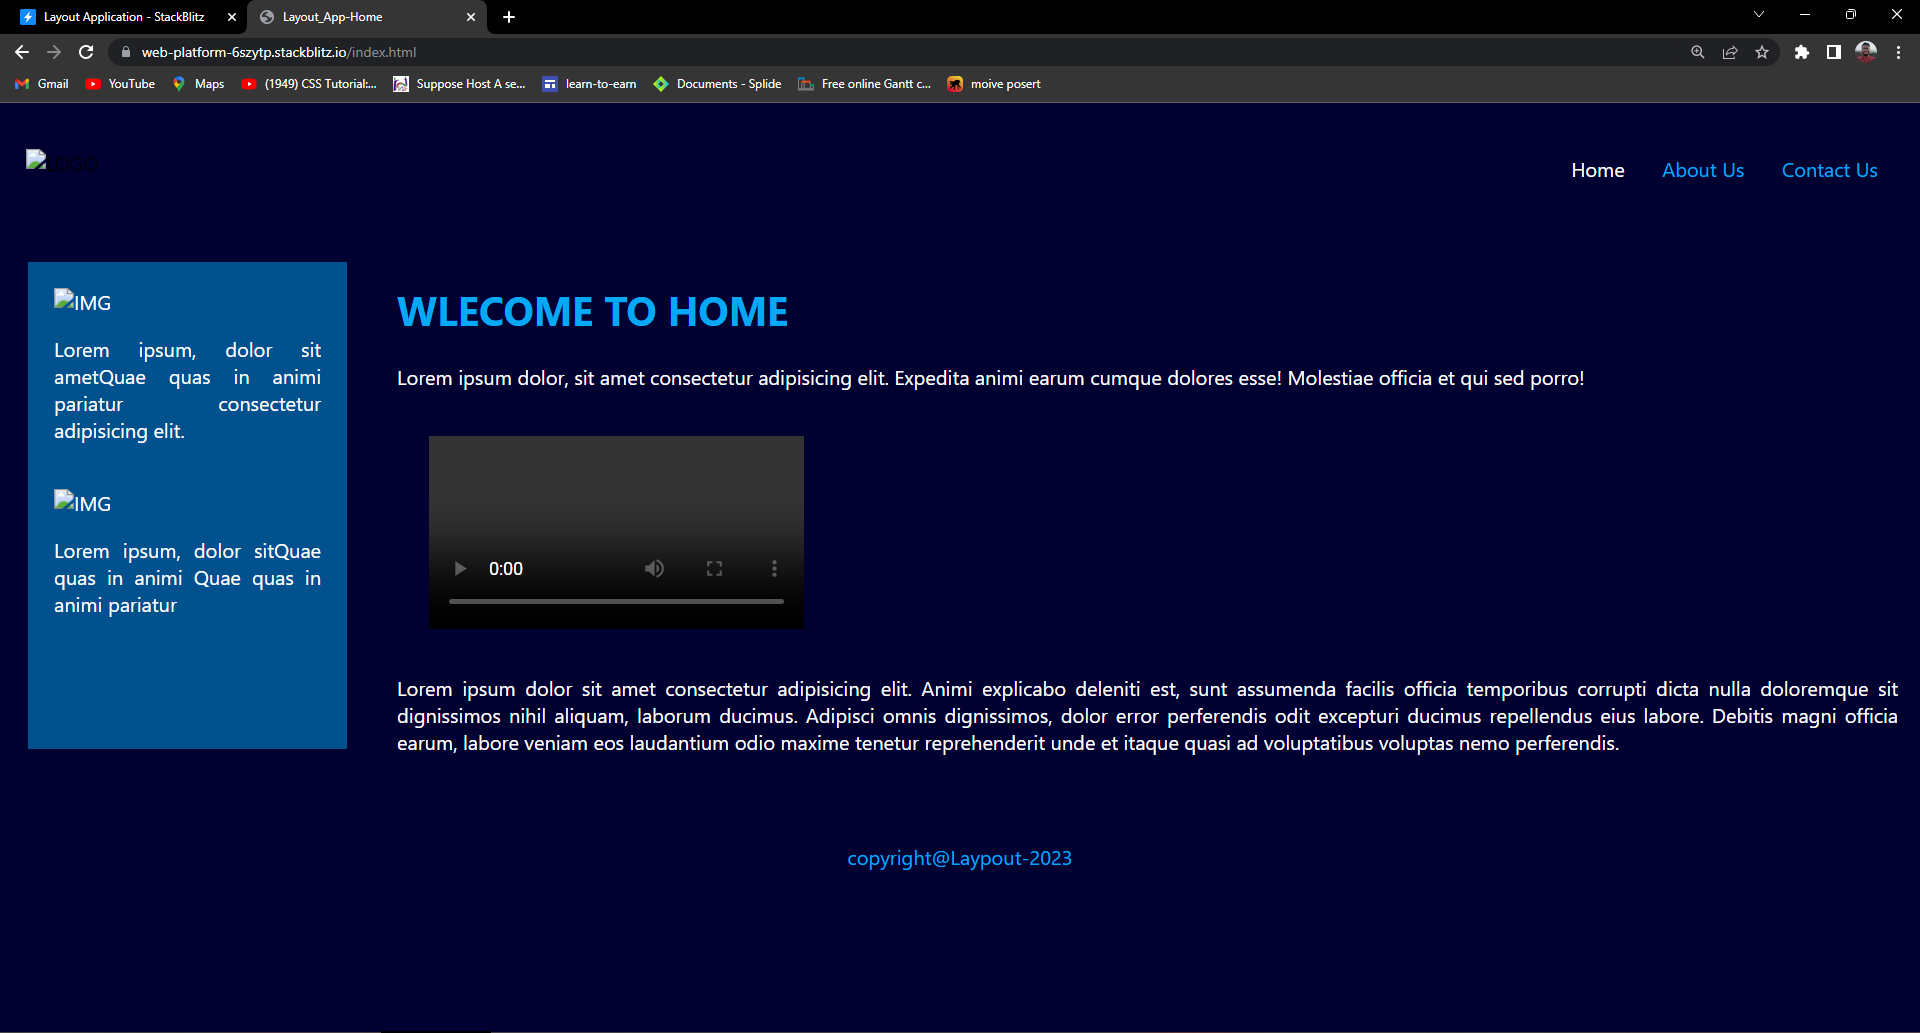 Layout Application - StackBlitz
Layout_App-Home
web-platform-6szytp.stackblitz.io/index.html
Gmail YouTube Maps (1949) CSS Tutorial:... Suppose Host A se... learn-to-earn Documents - Splide Free online Gantt c... moive posert
LOGO
Home About Us Contact Us
IMG
Lorem ipsum, dolor sit
ametQuae quas in animi
pariatur consectetur
adipisicing elit.
IMG
Lorem ipsum, dolor sitQuae
quas in animi Quae quas in
animi pariatur
WLECOME TO HOME
Lorem ipsum dolor, sit amet consectetur adipisicing elit. Expedita animi earum cumque dolores esse! Molestiae officia et qui sed porro!
0:00
Lorem ipsum dolor sit amet consectetur adipisicing elit. Animi explicabo deleniti est, sunt assumenda facilis officia temporibus corrupti dicta nulla doloremque sit
dignissimos nihil aliquam, laborum ducimus. Adipisci omnis dignissimos, dolor error perferendis odit excepturi ducimus repellendus eius labore. Debitis magni officia
earum, labore veniam eos laudantium odio maxime tenetur reprehenderit unde et itaque quasi ad voluptatibus voluptas nemo perferendis.
copyright@Laypout-2023